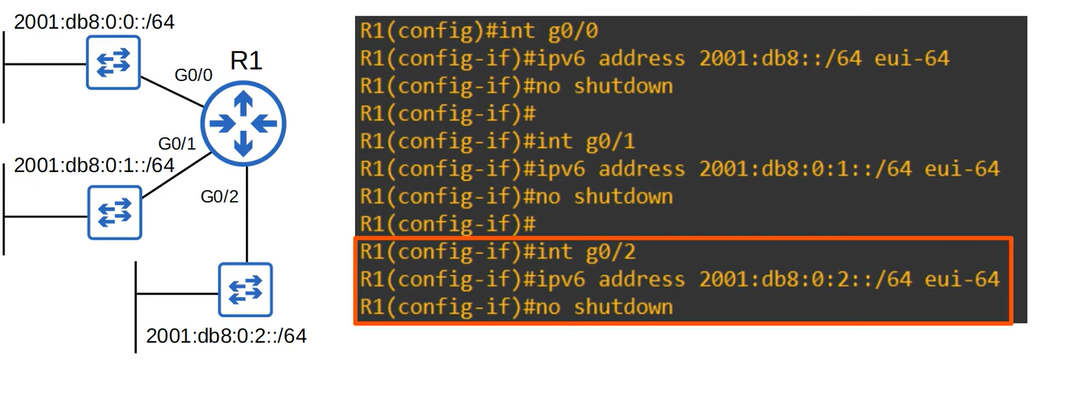 2001:db8:0:0::/64
R1
G0/0
G0/1
2001:db8:0:1::/64
G0/2
2001:db8:0:2::/64
R1(config)#int g0/0
R1(config-if)#ipv6 address 2001:db8::/64 eui-64
R1(config-if)#no shutdown
R1(config-if)#
R1(config-if)#int g0/1
R1(config-if)#ipv6 address 2001:db8:0:1::/64 eui-64
R1(config-if)#no shutdown
R1(config-if)#
R1(config-if)#int g0/2
R1(config-if)#ipv6 address 2001:db8:0:2::/64 eui-64
R1(config-if)#no shutdown